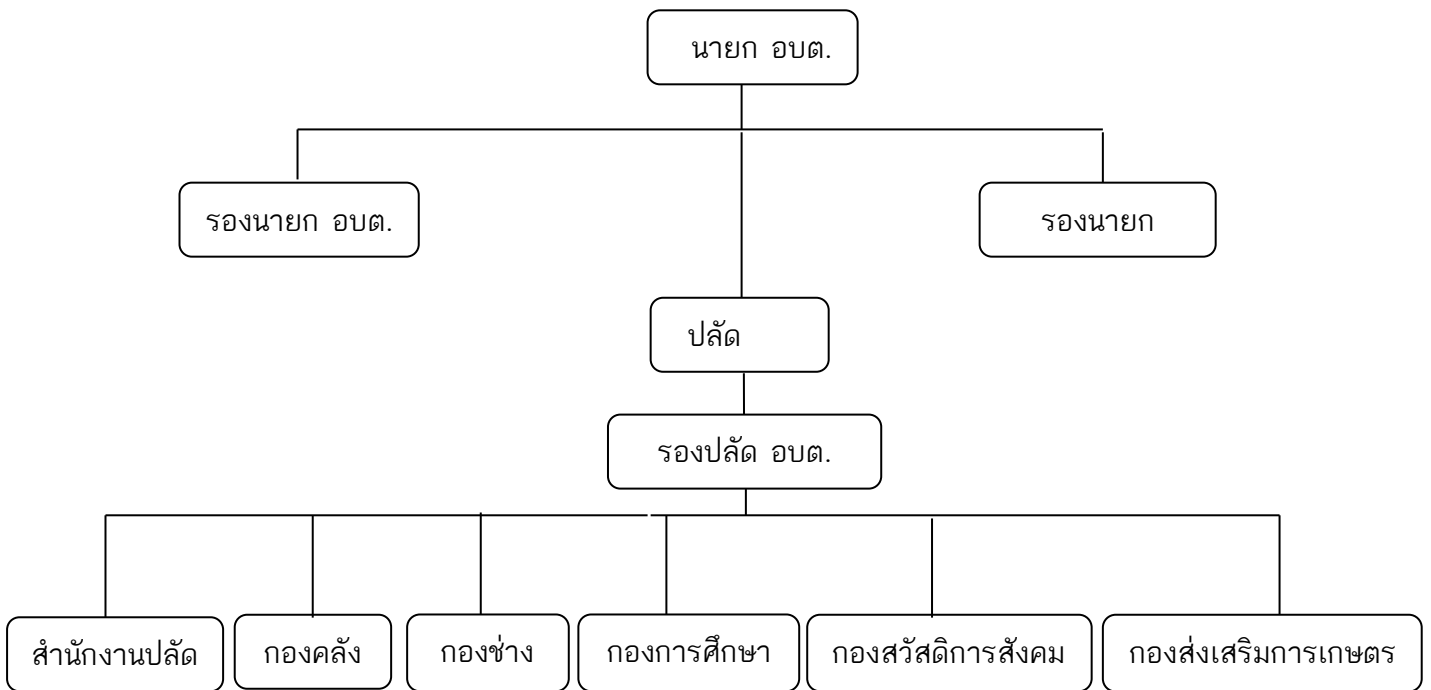 นายก อบต.
รองนายก อบต.
รองนายก
ปลัด
รองปลัด อบต.
สำนักงานปลัด
กองคลัง
กองช่าง
กองการศึกษา
กองสวัสดิการสังคม
กองส่งเสริมการเกษตร